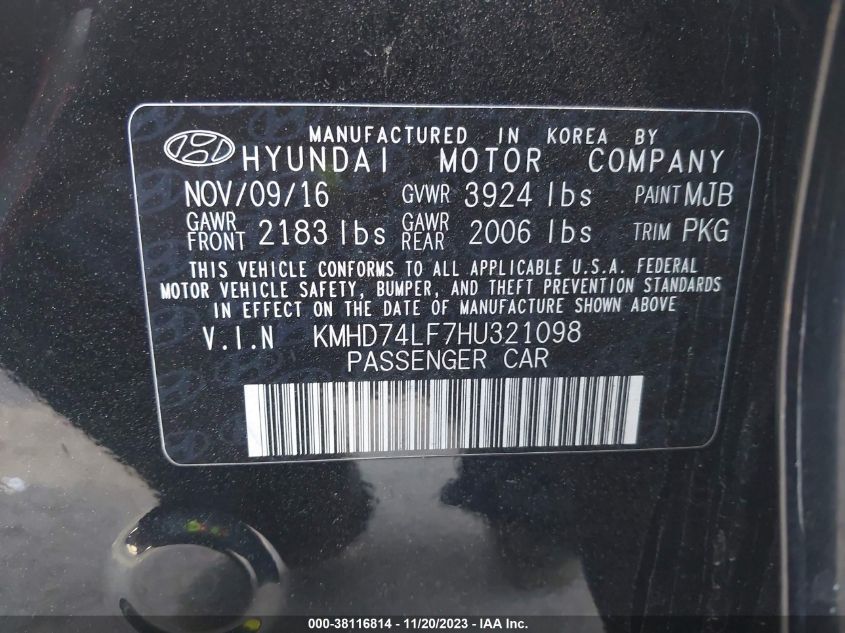 MANUFACTURED IN KOREA BY
HYUNDAI MOTOR COMPANY
NOV/09/16 GVWR 3924 lbs PAINT MJB
GAWR FRONT 2183 lbs GAWR REAR 2006 lbs TRIM PKG
THIS VEHICLE CONFORMS TO ALL APPLICABLE U.S.A. FEDERAL
MOTOR VEHICLE SAFETY, BUMPER, AND THEFT PREVENTION STANDARDS
IN EFFECT ON THE DATE OF MANUFACTURE SHOWN ABOVE
V.I.N KMHD74LF7HU321098
PASSENGER CAR
000-38116814 - 11/20/2023 - IAA Inc.